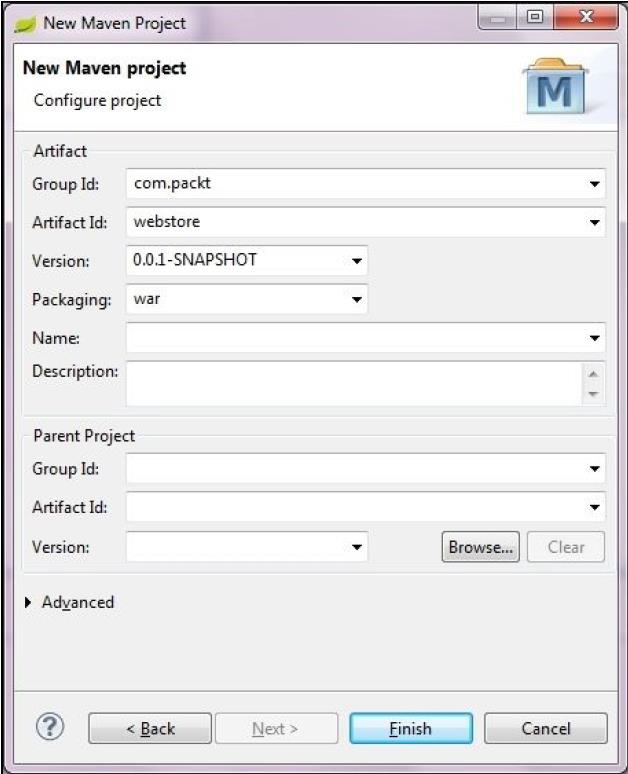 New Maven Project
New Maven project
Configure project
M
Artifact
Group Id: com.packt
Artifact Id: webstore
Version: 0.0.1-SNAPSHOT
Packaging: war
Name:
Description:
Parent Project
Group Id:
Artifact Id:
Version: Browse... Clear
Advanced
? < Back Next > Finish Cancel